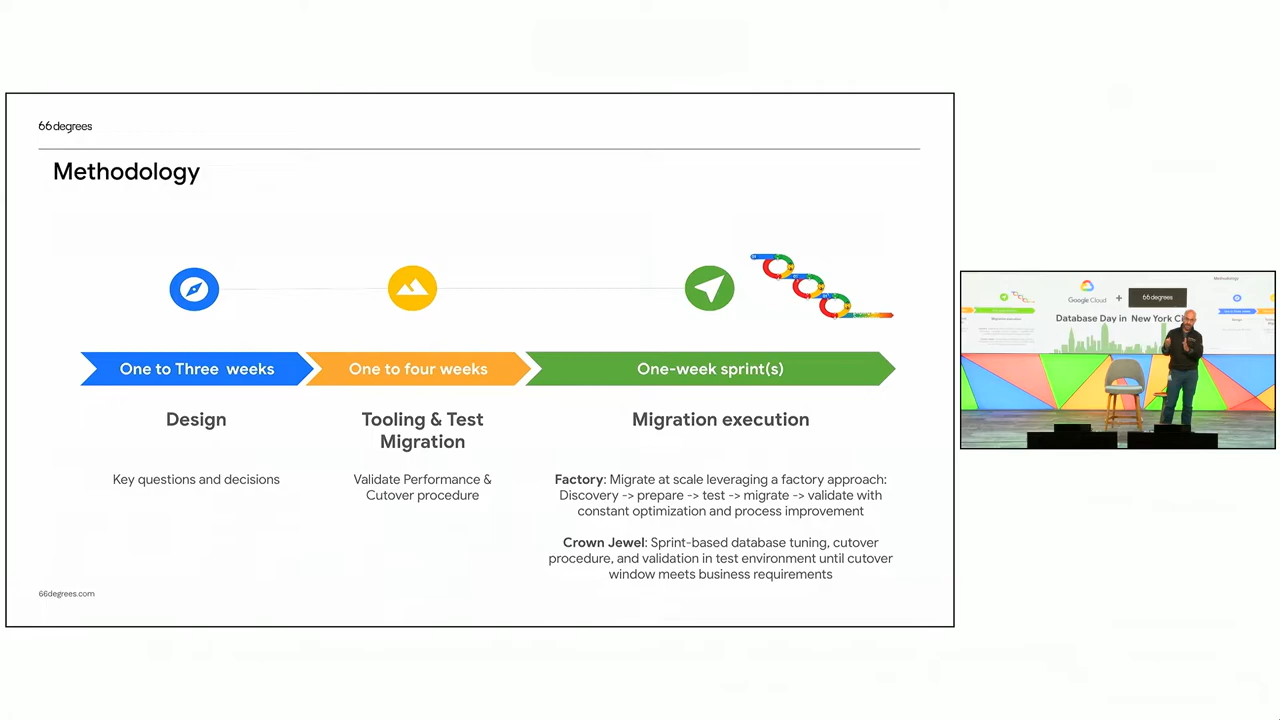 66degrees
Methodology
One to Three weeks
One to four weeks
One-week sprint(s)
Design
Tooling & Test
Migration
Migration execution
Key questions and decisions
Validate Performance &
Cutover procedure
Factory: Migrate at scale leveraging a factory approach:
Discovery -> prepare -> test -> migrate -> validate with
constant optimization and process improvement
Crown Jewel: Sprint-based database tuning, cutover
procedure, and validation in test environment until cutover
window meets business requirements
66degrees.com
Methodology
Google Cloud + 66degrees
Database Day in New York